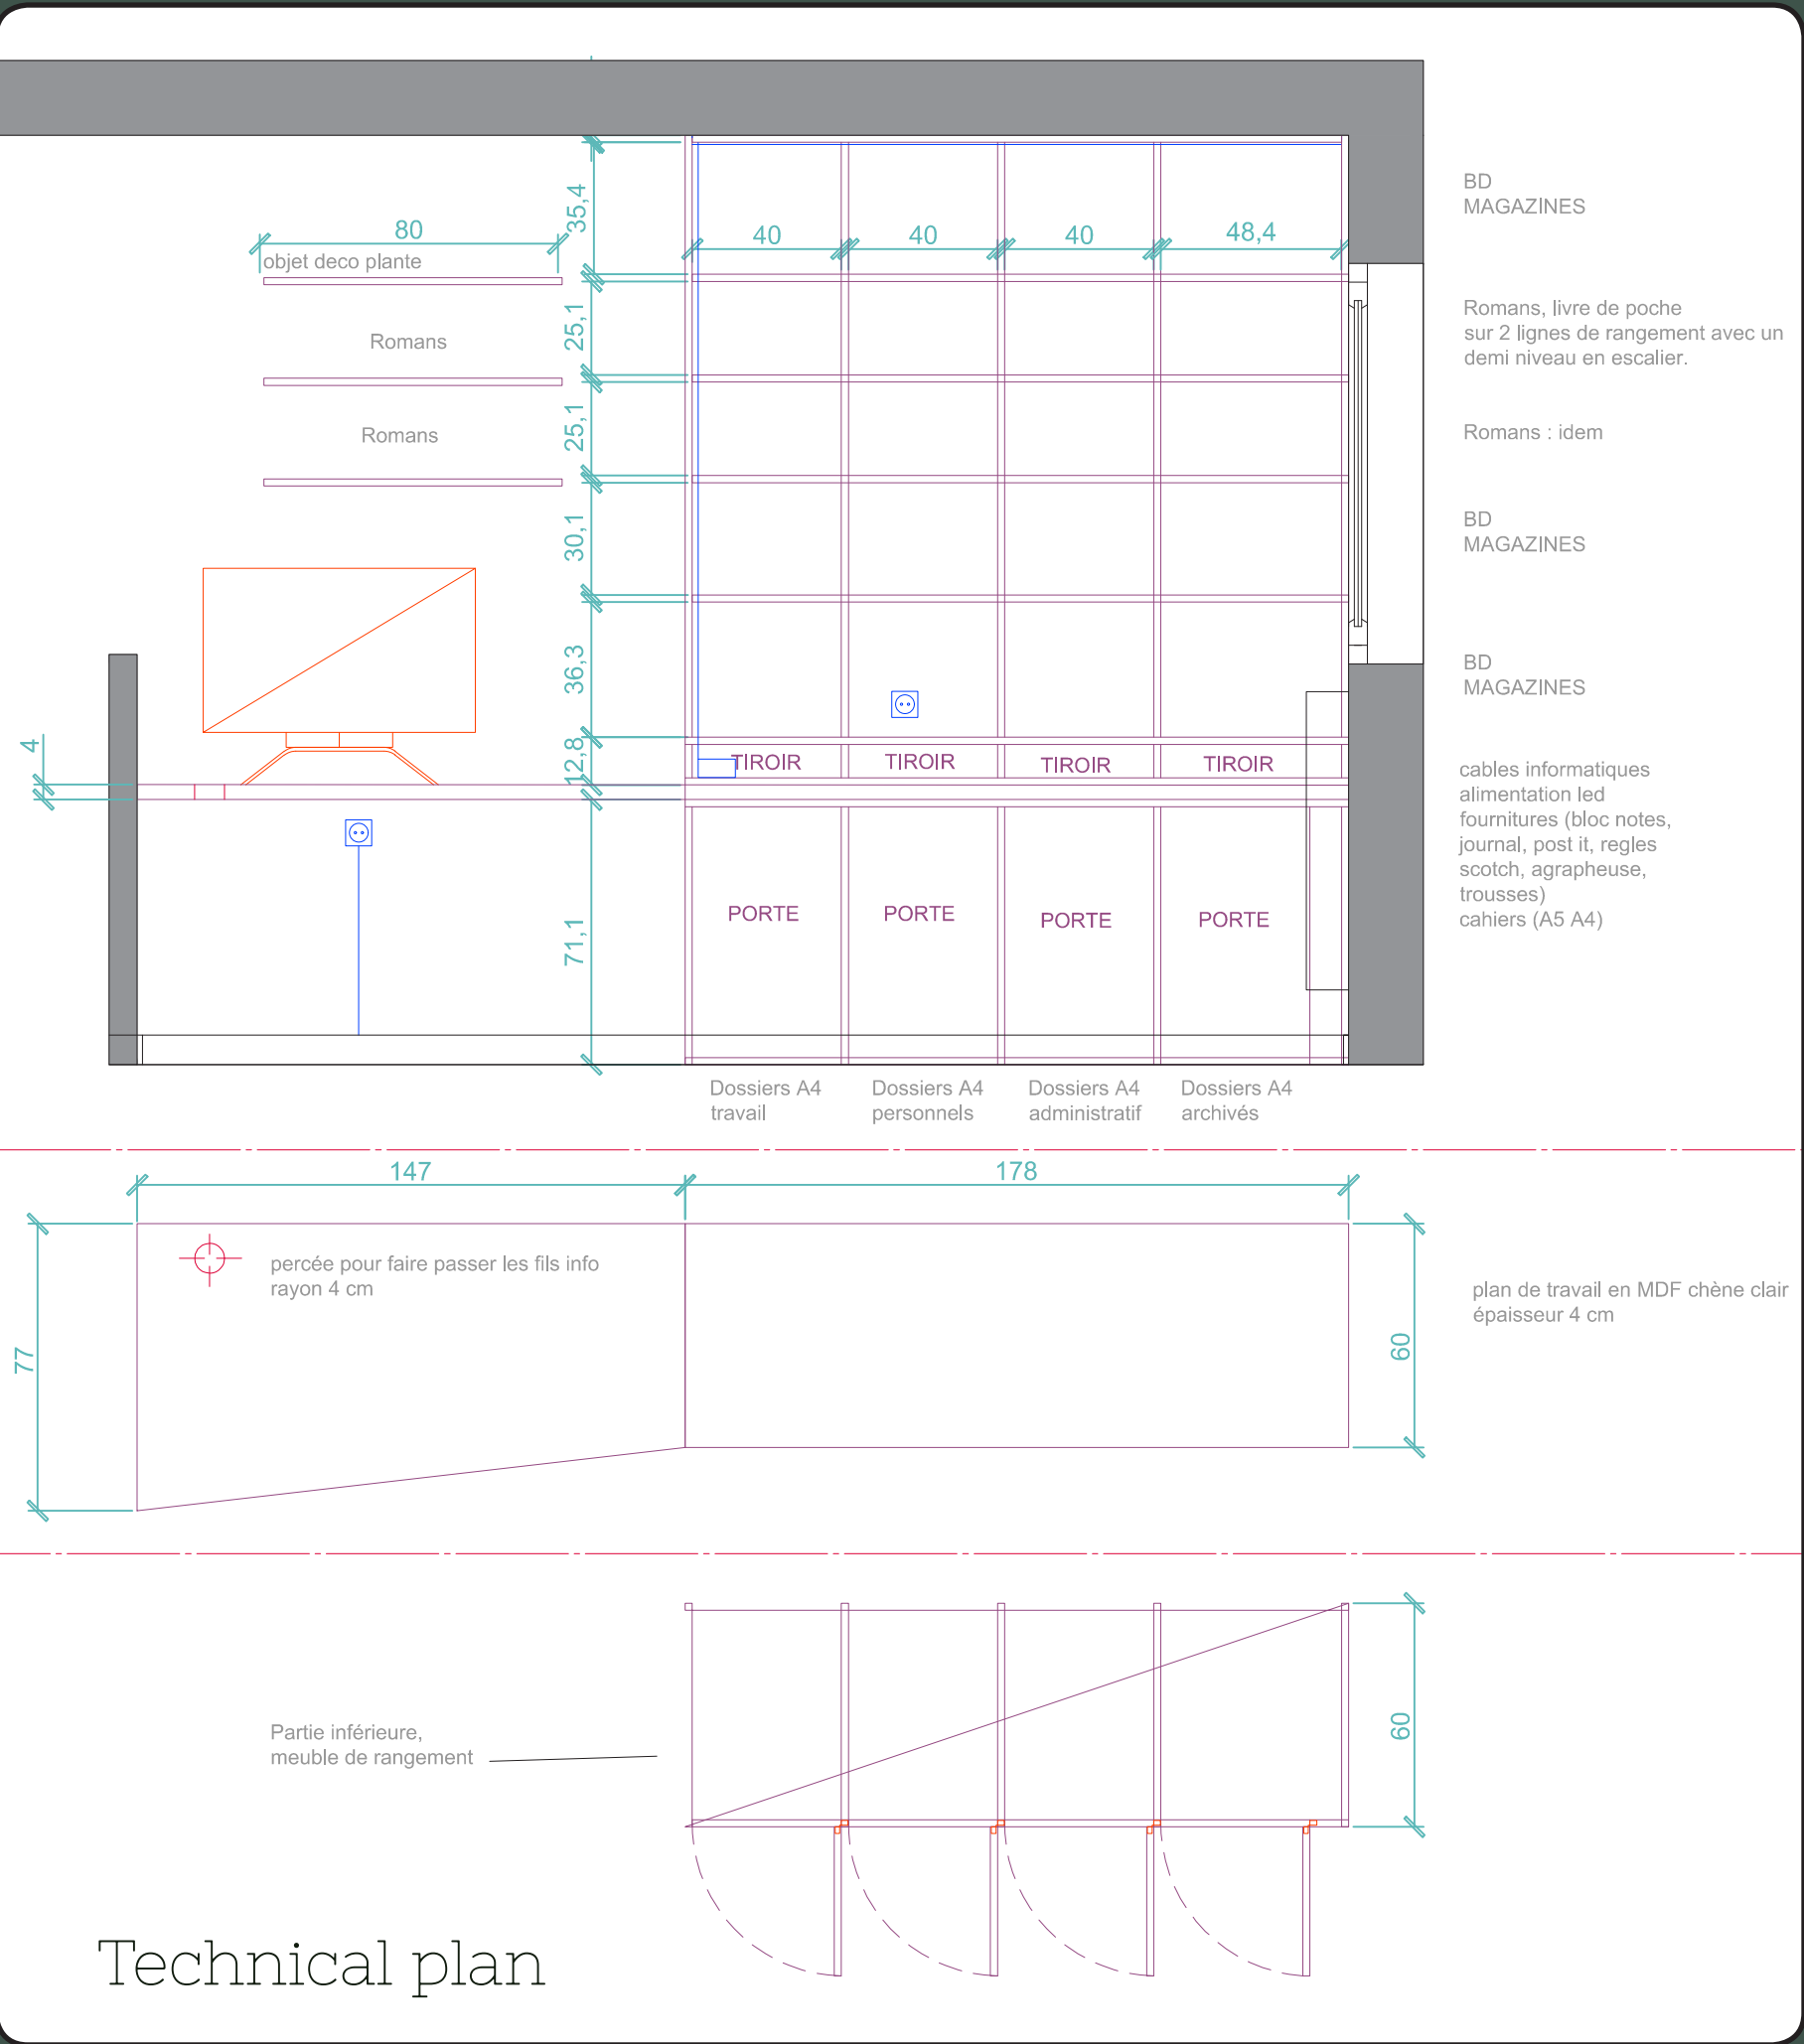 BD
MAGAZINES
35,4
80
40
40
40
48,4
objet deco plante
25,1
Romans
Romans, livre de poche
sur 2 lignes de rangement avec un
demi niveau en escalier.
25,1
Romans
Romans : idem
30,1
BD
MAGAZINES
36,3
BD
MAGAZINES
4
12,8
TIROIR
TIROIR
TIROIR
TIROIR
cables informatiques
alimentation led
fournitures (bloc notes,
journal, post it, regles
scotch, agrapheuse,
trousses)
cahiers (A5 A4)
71,1
PORTE
PORTE
PORTE
PORTE
Dossiers A4
travail
Dossiers A4
personnels
Dossiers A4
administratif
Dossiers A4
archivés
147
178
percée pour faire passer les fils info
rayon 4 cm
77
60
plan de travail en MDF chène clair
épaisseur 4 cm
Partie inférieure,
meuble de rangement
60
Technical plan